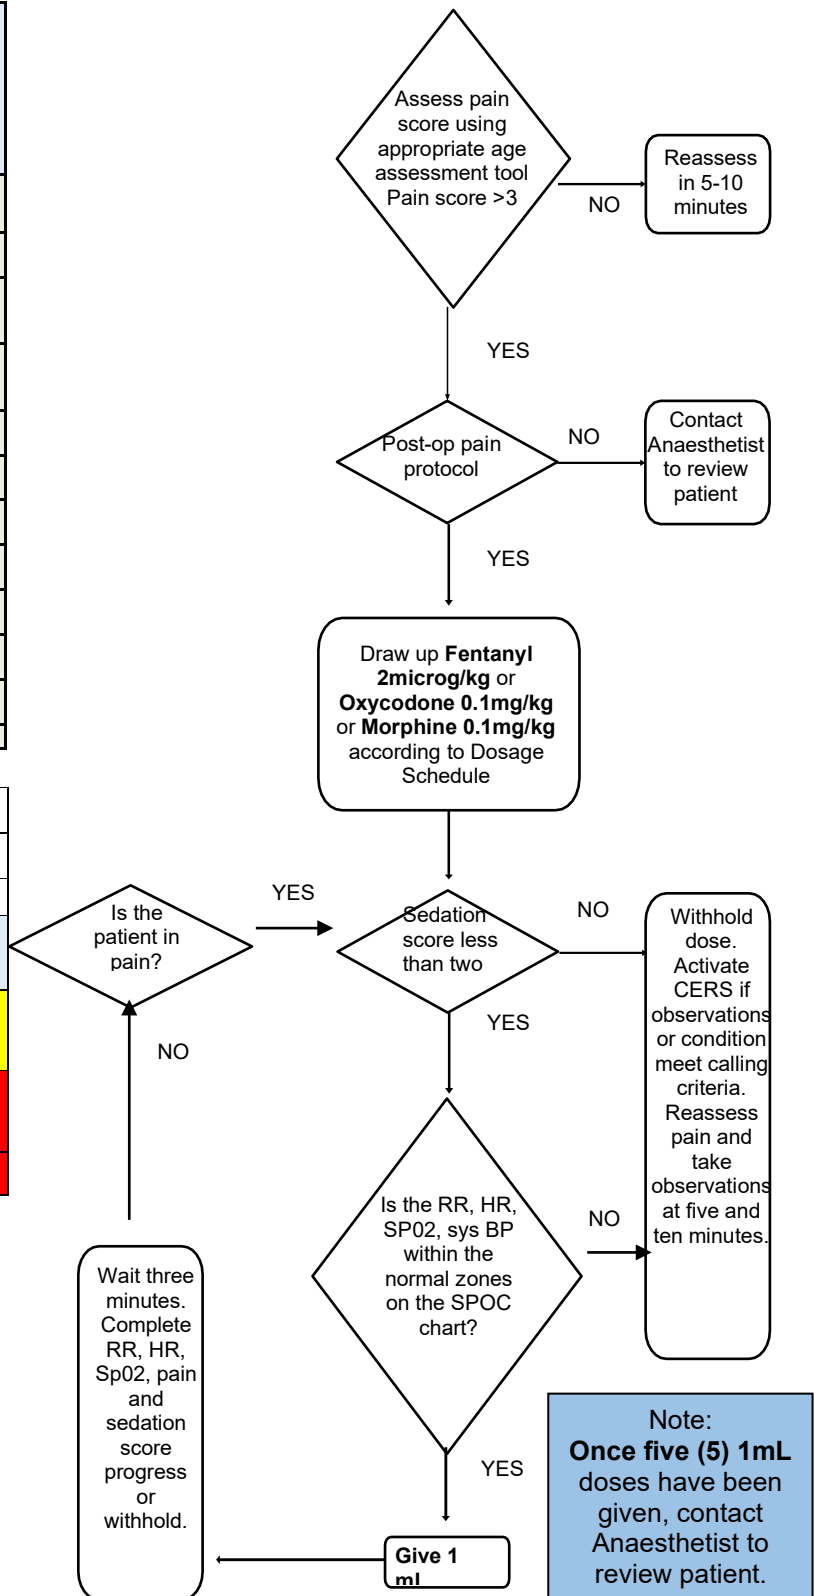 Assess pain
score using
appropriate age
assessment tool
Pain score >3
NO
Reassess
in 5-10
minutes
YES
Post-op pain
protocol
NO
Contact
Anaesthetist
to review
patient
YES
Draw up Fentanyl
2microg/kg or
Oxycodone 0.1mg/kg
or Morphine 0.1mg/kg
according to Dosage
Schedule
Is the
patient in
pain?
YES
Sedation
score less
than two
NO
Withhold
dose.
Activate
CERS if
observations
or condition
meet calling
criteria.
Reassess
pain and
take
observations
at five and
ten minutes.
YES
NO
Is the RR, HR,
SP02, sys BP
within the
normal zones
on the SPOC
chart?
NO
Wait three
minutes.
Complete
RR, HR,
Sp02, pain
and
sedation
score
progress
or
withhold.
YES
Give 1
ml
Note:
Once five (5) 1mL
doses have been
given, contact
Anaesthetist to
review patient.